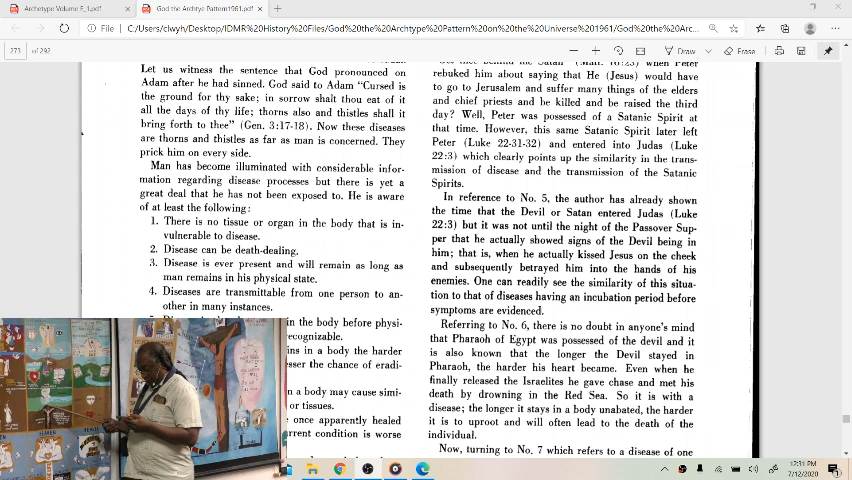 Archetype Volume 5_1.pdf
God the Archtye Pattern1961.pdf
File
C:/Users/clwyh/Desktop/IDMR%20History%20Files/God%20the%20Archtype%20Pattern%20on%20the%20Universe%201961/God%20the%20Arc...
273 of 292
Draw
Erase
Let us witness the sentence that God pronounced on
Adam after he had sinned. God said to Adam "Cursed is
the ground for thy sake; in sorrow shalt thou eat of it
all the days of thy life; thorns also and thistles shall it
bring forth to thee" (Gen. 3:17-18). Now these diseases
are thorns and thistles as far as man is concerned. They
prick him on every side.
Man has become illuminated with considerable infor-
mation regarding disease processes but there is yet a
great deal that he has not been exposed to. He is aware
of at least the following:
1. There is no tissue or organ in the body that is in-
vulnerable to disease.
2. Disease can be death-dealing.
3. Disease is ever present and will remain as long as
man remains in his physical state.
4. Diseases are transmittable from one person to an-
other in many instances.
in the body before physi-
recognizable.
ins in a body the harder
esser the chance of eradi-
n a body may cause simi-
or tissues.
e once apparently healed
urrent condition is worse
(Matt. 16:23) when Peter
rebuked him about saying that He (Jesus) would have
to go to Jerusalem and suffer many things of the elders
and chief priests and be killed and be raised the third
day? Well, Peter was possessed of a Satanic Spirit at
that time. However, this same Satanic Spirit later left
Peter (Luke 22-31-32) and entered into Judas (Luke
22:3) which clearly points up the similarity in the trans-
mission of disease and the transmission of the Satanic
Spirits.
In reference to No. 5, the author has already shown
the time that the Devil or Satan entered Judas (Luke
22:3) but it was not until the night of the Passover Sup-
per that he actually showed signs of the Devil being in
him; that is, when he actually kissed Jesus on the cheek
and subsequently betrayed him into the hands of his
enemies. One can readily see the similarity of this situa-
tion to that of diseases having an incubation period before
symptoms are evidenced.
Referring to No. 6, there is no doubt in anyone's mind
that Pharaoh of Egypt was possessed of the devil and it
is also known that the longer the Devil stayed in
Pharaoh, the harder his heart became. Even when he
finally released the Israelites he gave chase and met his
death by drowning in the Red Sea. So it is with a
disease; the longer it stays in a body unabated, the harder
it is to uproot and will often lead to the death of the
individual.
Now, turning to No. 7 which refers to a disease of one
12:31 PM
7/12/2020